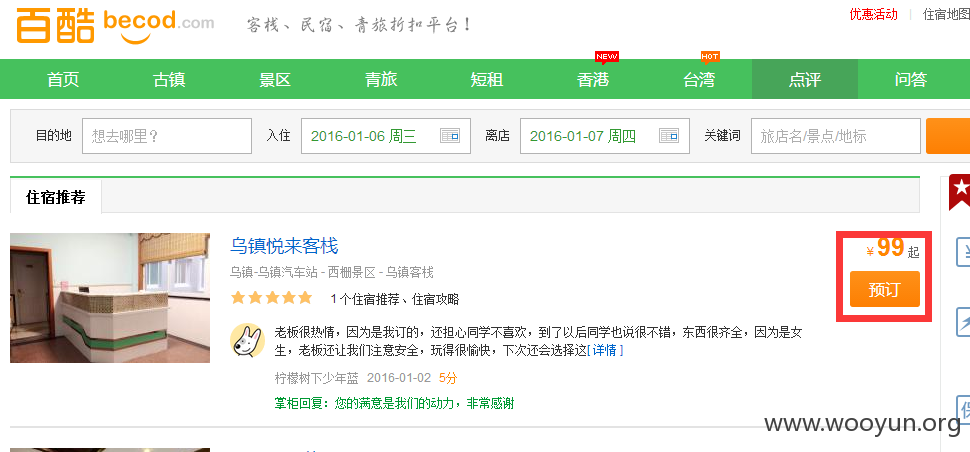 百酷 becod.com
客栈、民宿、青旅折扣平台!
优惠活动 住宿地图
NEW HOT
首页 古镇 景区 青旅 短租 香港 台湾 点评 问答
目的地 想去哪里? 入住 2016-01-06 周三 离店 2016-01-07 周四 关键词 旅店名/景点/地标
住宿推荐
乌镇悦来客栈
¥99起
乌镇-乌镇汽车站 - 西栅景区 - 乌镇客栈
预订
1个住宿推荐、住宿攻略
老板很热情，因为是我订的，还担心同学不喜欢，到了以后同学也说很不错，东西很齐全，因为是女
生，老板还让我们注意安全，玩得很愉快，下次还会选择这[详情]
柠檬树下少年蓝 2016-01-02 5分
掌柜回复：您的满意是我们的动力，非常感谢
www.wooyun.org